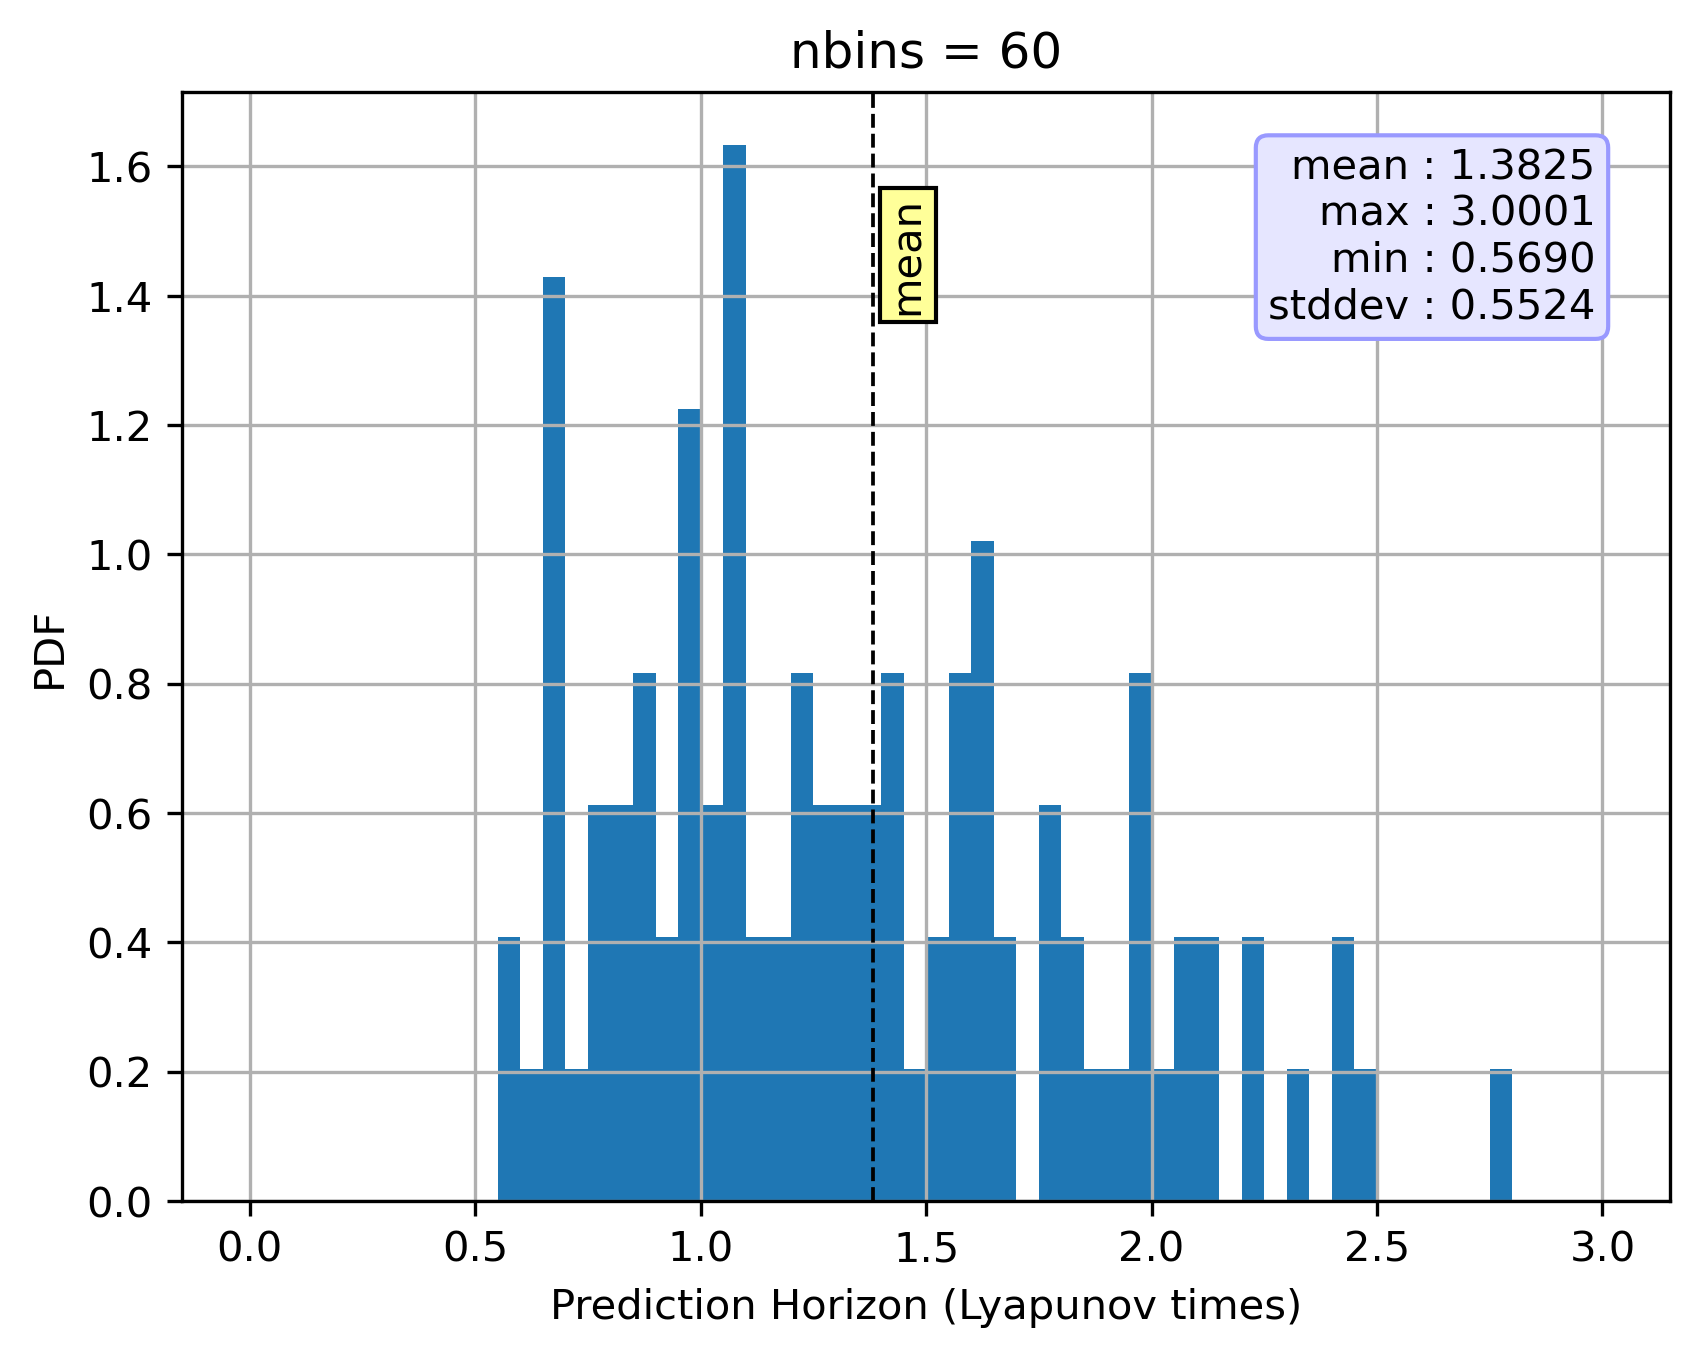 nbins = 60
mean : 1.3825
max : 3.0001
min : 0.5690
stddev : 0.5524
mean
PDF
1.6
1.4
1.2
1.0
0.8
0.6
0.4
0.2
0.0
0.0 0.5 1.0 1.5 2.0 2.5 3.0
Prediction Horizon (Lyapunov times)